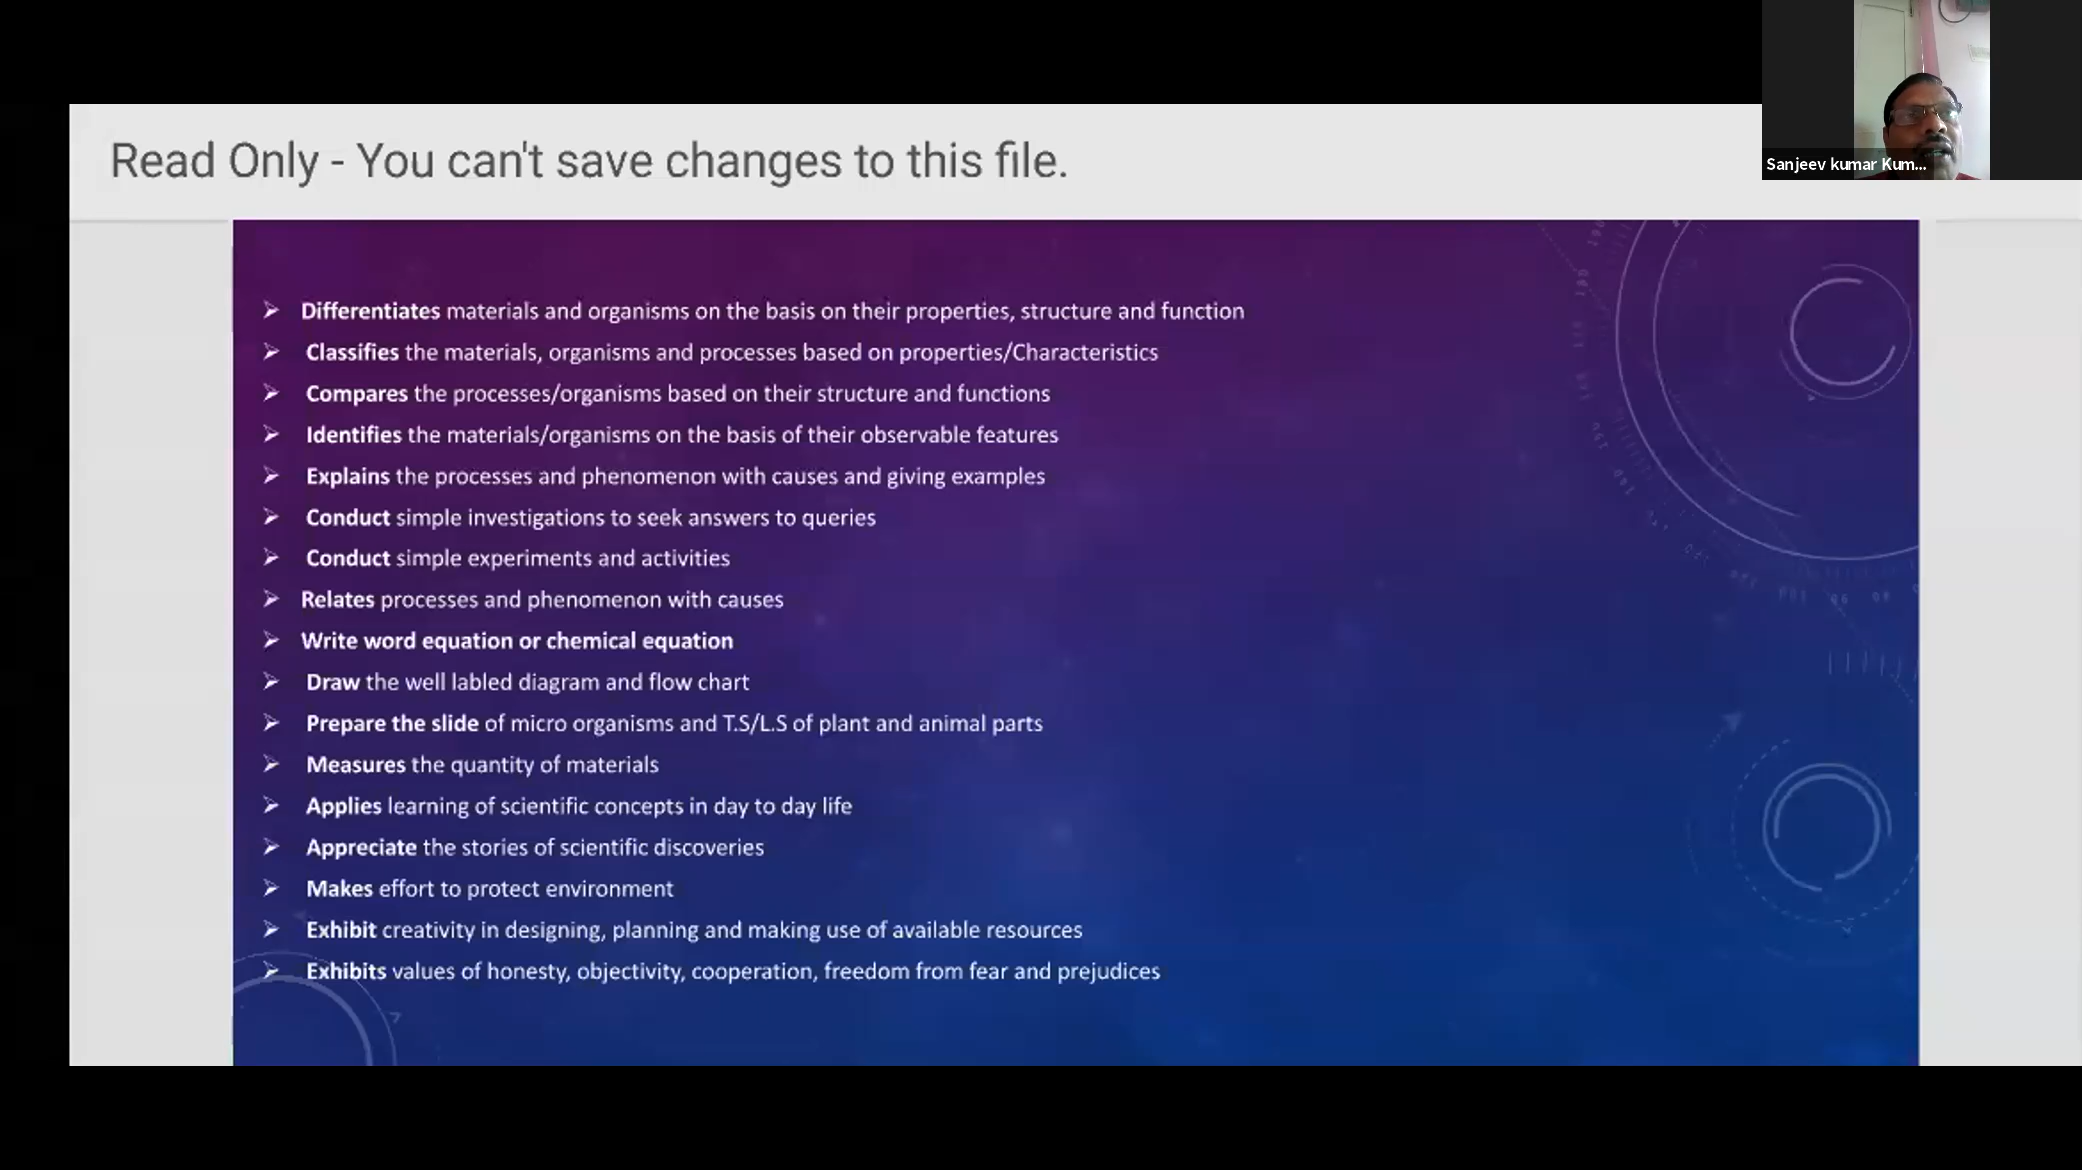 Read Only - You can't save changes to this file.
Sanjeev kumar Kum...
Differentiates materials and organisms on the basis on their properties, structure and function
Classifies the materials, organisms and processes based on properties/Characteristics
Compares the processes/organisms based on their structure and functions
Identifies the materials/organisms on the basis of their observable features
Explains the processes and phenomenon with causes and giving examples
Conduct simple investigations to seek answers to queries
Conduct simple experiments and activities
Relates processes and phenomenon with causes
Write word equation or chemical equation
Draw the well labled diagram and flow chart
Prepare the slide of micro organisms and T.S/L.S of plant and animal parts
Measures the quantity of materials
Applies learning of scientific concepts in day to day life
Appreciate the stories of scientific discoveries
Makes effort to protect environment
Exhibit creativity in designing, planning and making use of available resources
Exhibits values of honesty, objectivity, cooperation, freedom from fear and prejudices